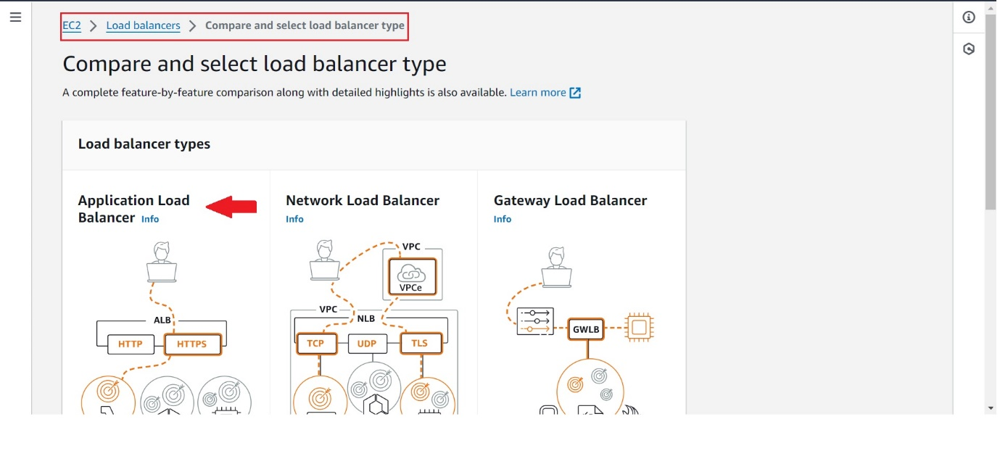 EC2 > Load balancers > Compare and select load balancer type
Compare and select load balancer type
A complete feature-by-feature comparison along with detailed highlights is also available. Learn more
Load balancer types
Application Load
Balancer Info
Network Load Balancer
Info
Gateway Load Balancer
Info
ALB
HTTP
HTTPS
VPC
VPCe
VPC
NLB
TCP
UDP
TLS
GWLB